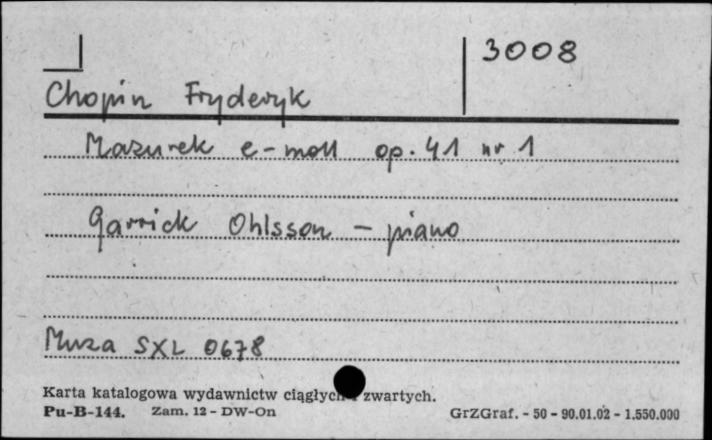 3008
Chopin Fryderyk
Mazurek e-moll op. 41 nr 1
Garrick Ohlsson - piano
Muza SXL 0678
Karta katalogowa wydawnictw ciągłych i zwartych.
Pu-B-144. Zam. 12 - DW-On GrZGraf. - 50 - 90.01.02 - 1.550.000